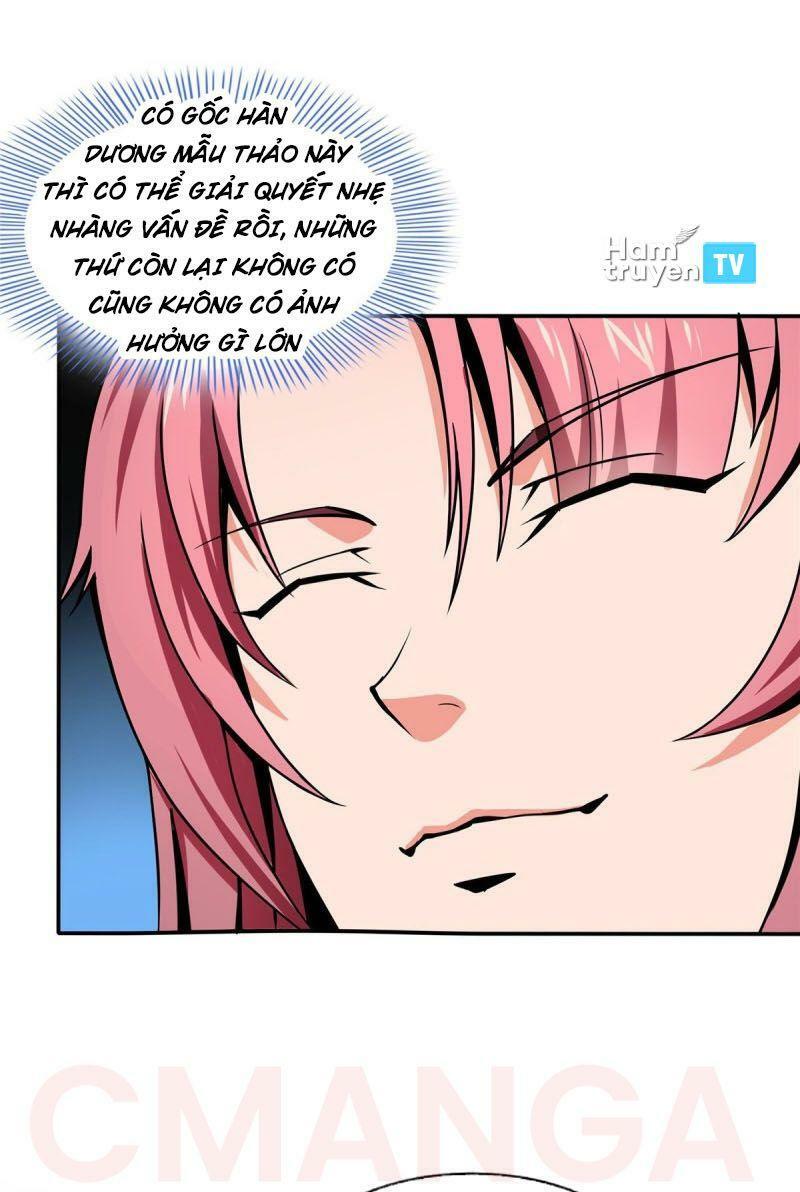 CÓ GỐC HÀN
DƯƠNG MẪU THẢO NÀY
THÌ CÓ THỂ GIẢI QUYẾT NHẸ
NHÀNG VẤN ĐỀ RỒI, NHỮNG
THỨ CÒN LẠI KHÔNG CÓ
CŨNG KHÔNG CÓ ẢNH
HƯỞNG GÌ LỚN
Ham
truyen TV
CMANGA